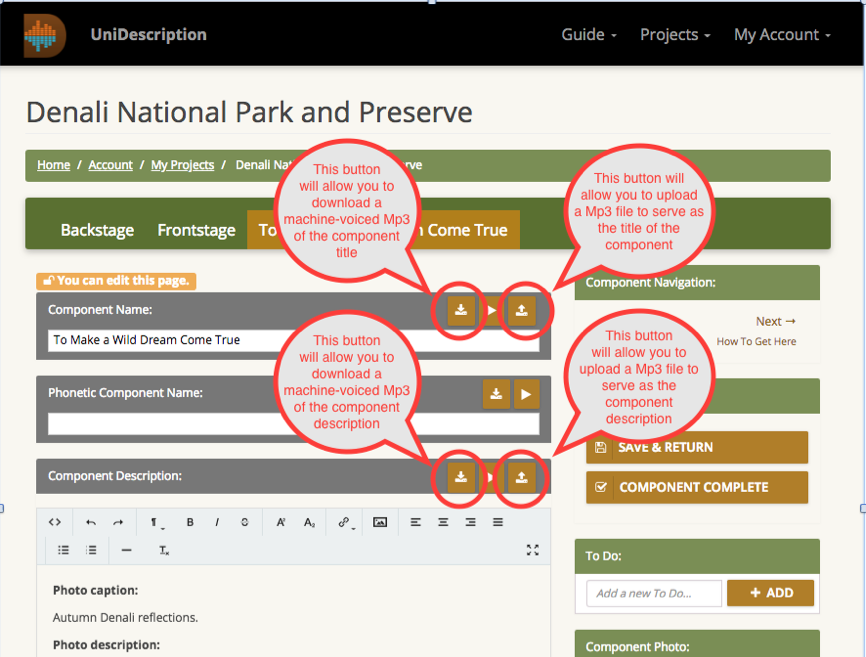 UniDescription
Guide Projects My Account
Denali National Park and Preserve
Home / Account / My Projects / Denali
This button
will allow you to
download a
machine-voiced Mp3
of the component
title
This button will
allow you to upload
a Mp3 file to serve as
the title of the
component
Backstage Frontstage To Come True
You can edit this page.
Component Name:
To Make a Wild Dream Come True
Component Navigation:
Next →
How To Get Here
This button
will allow you to
download a
machine-voiced Mp3
of the component
description
This button
will allow you to
upload a Mp3 file to
serve as the
component
description
Phonetic Component Name:
SAVE & RETURN
COMPONENT COMPLETE
Component Description:
To Do:
Add a new To Do...
+ ADD
Photo caption:
Autumn Denali reflections.
Photo description:
Component Photo: